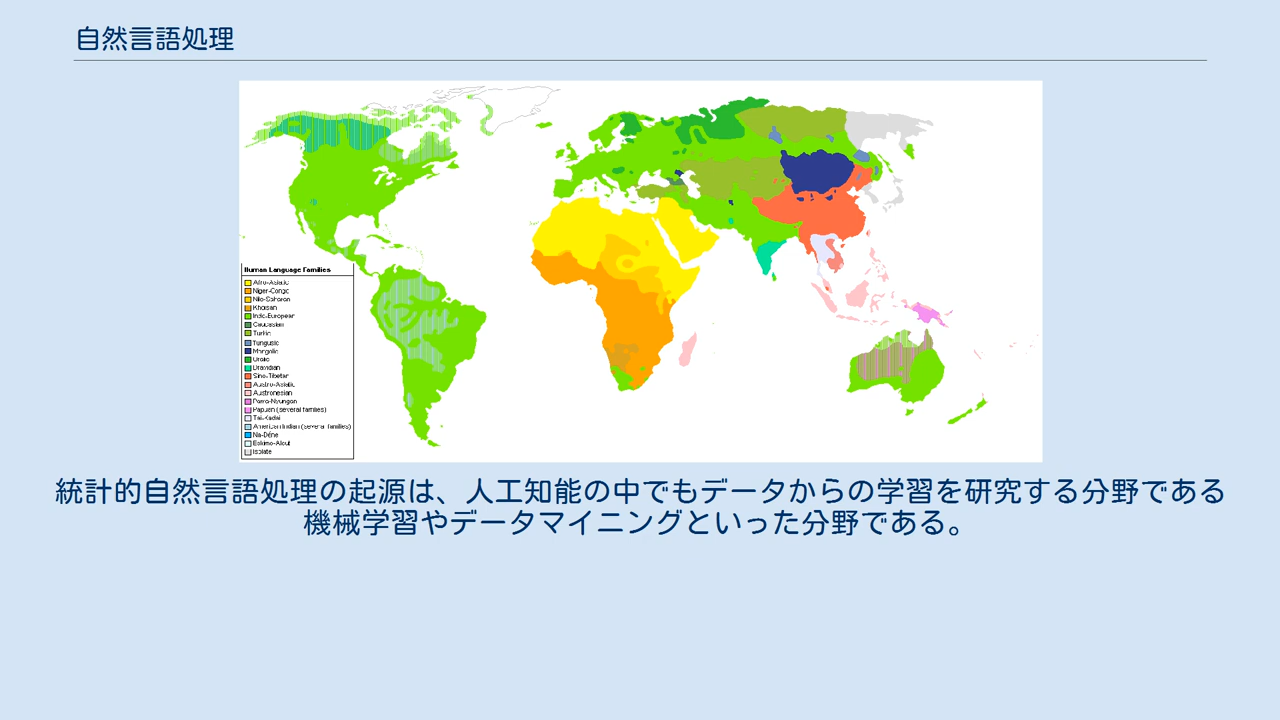 自然言語処理
Human Language Families
Afro-Asiatic
Niger-Congo
Nilo-Saharan
Khoisan
Indo-European
Caucasian
Turkic
Tungusic
Mongolic
Uralic
Dravidian
Sino-Tibetan
Austro-Asiatic
Austronesian
Pama-Nyungan
Papuan (several families)
Tai-Kadai
American Indian (several families)
Na-Déne
Eskimo-Aleut
Isolate
統計的自然言語処理の起源は、人工知能の中でもデータからの学習を研究する分野である
機械学習やデータマイニングといった分野である。